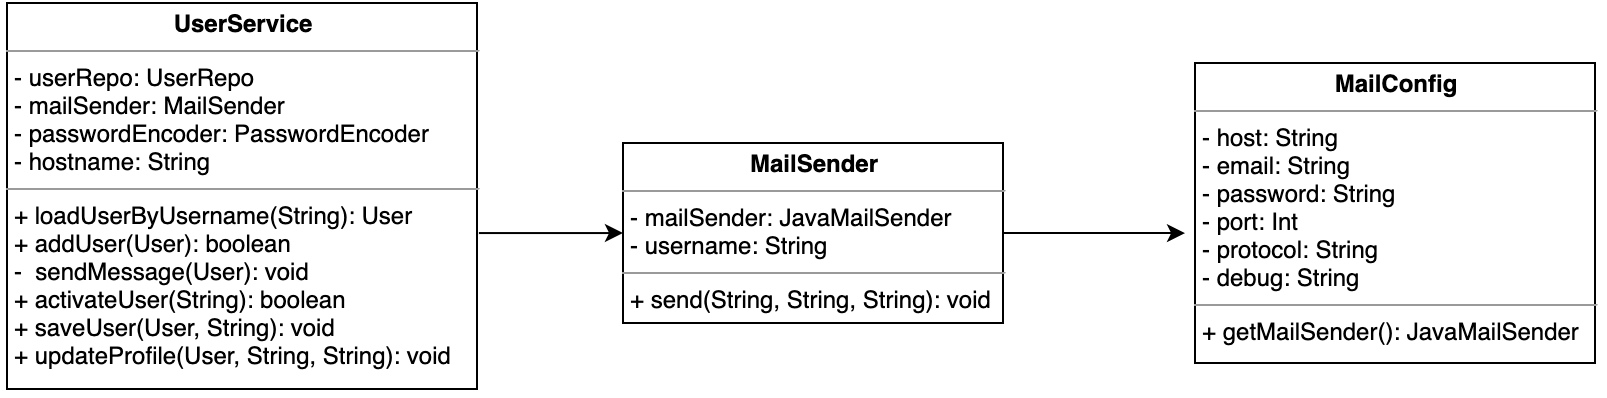 UserService
- userRepo: UserRepo
- mailSender: MailSender
- passwordEncoder: PasswordEncoder
- hostname: String
+ loadUserByUsername(String): User
+ addUser(User): boolean
-  sendMessage(User): void
+ activateUser(String): boolean
+ saveUser(User, String): void
+ updateProfile(User, String, String): void
MailSender
- mailSender: JavaMailSender
- username: String
+ send(String, String, String): void
MailConfig
- host: String
- email: String
- password: String
- port: Int
- protocol: String
- debug: String
+ getMailSender(): JavaMailSender